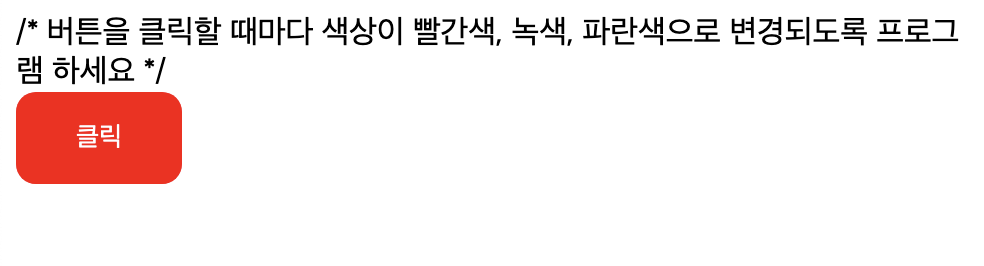 /* 버튼을 클릭할 때마다 색상이 빨간색, 녹색, 파란색으로 변경되도록 프로그
램 하세요 */
클릭